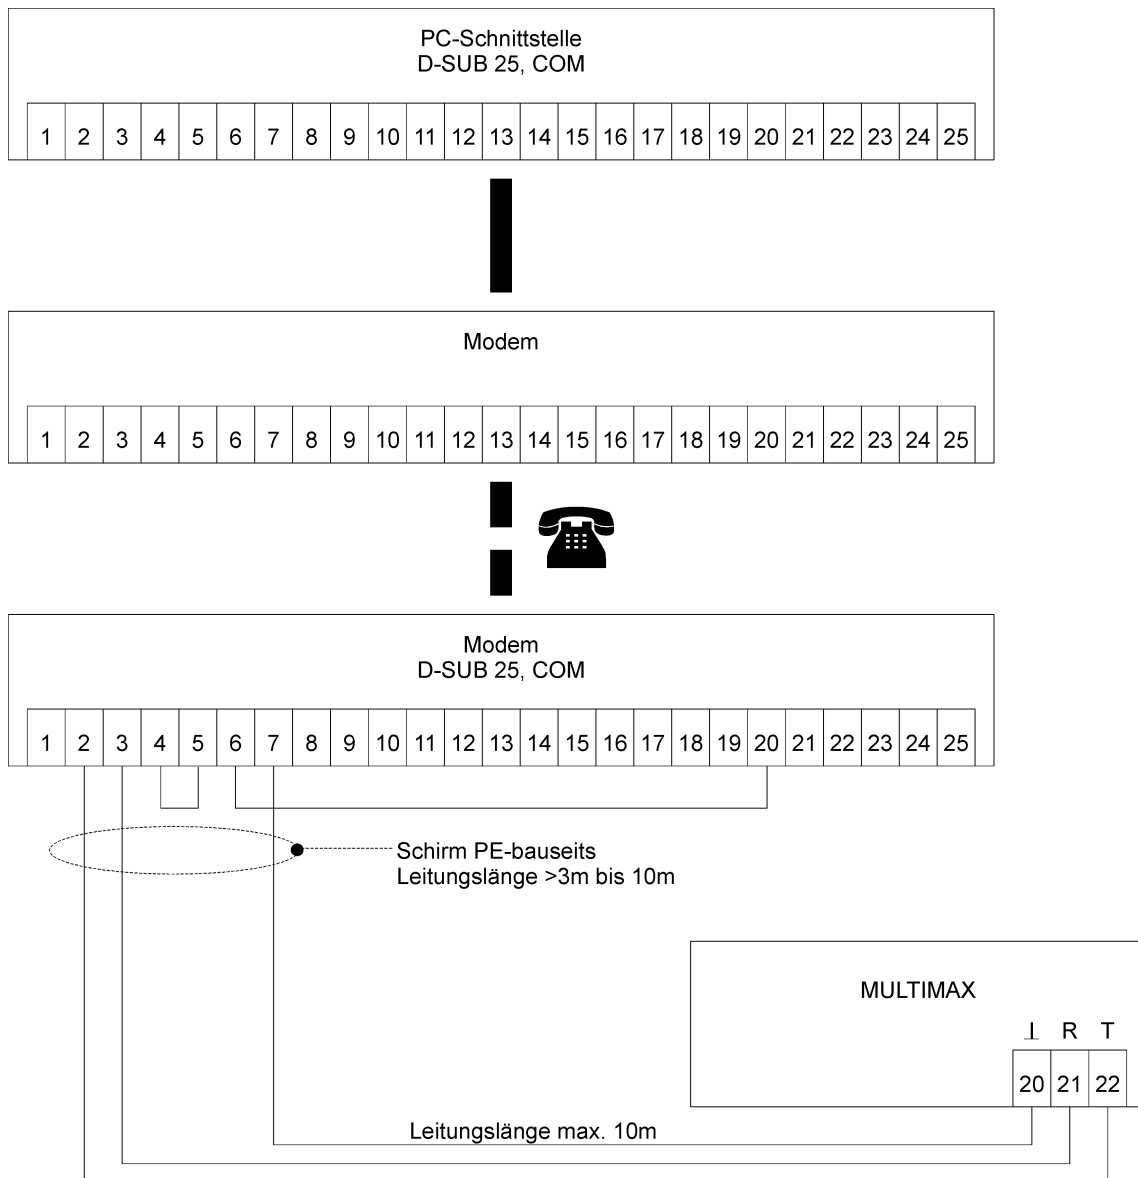 PC-Schnittstelle
D-SUB 25, COM
1 2 3 4 5 6 7 8 9 10 11 12 13 14 15 16 17 18 19 20 21 22 23 24 25
Modem
1 2 3 4 5 6 7 8 9 10 11 12 13 14 15 16 17 18 19 20 21 22 23 24 25
Modem
D-SUB 25, COM
1 2 3 4 5 6 7 8 9 10 11 12 13 14 15 16 17 18 19 20 21 22 23 24 25
Schirm PE-bauseits
Leitungslänge >3m bis 10m
MULTIMAX
⊥ R T
20 21 22
Leitungslänge max. 10m